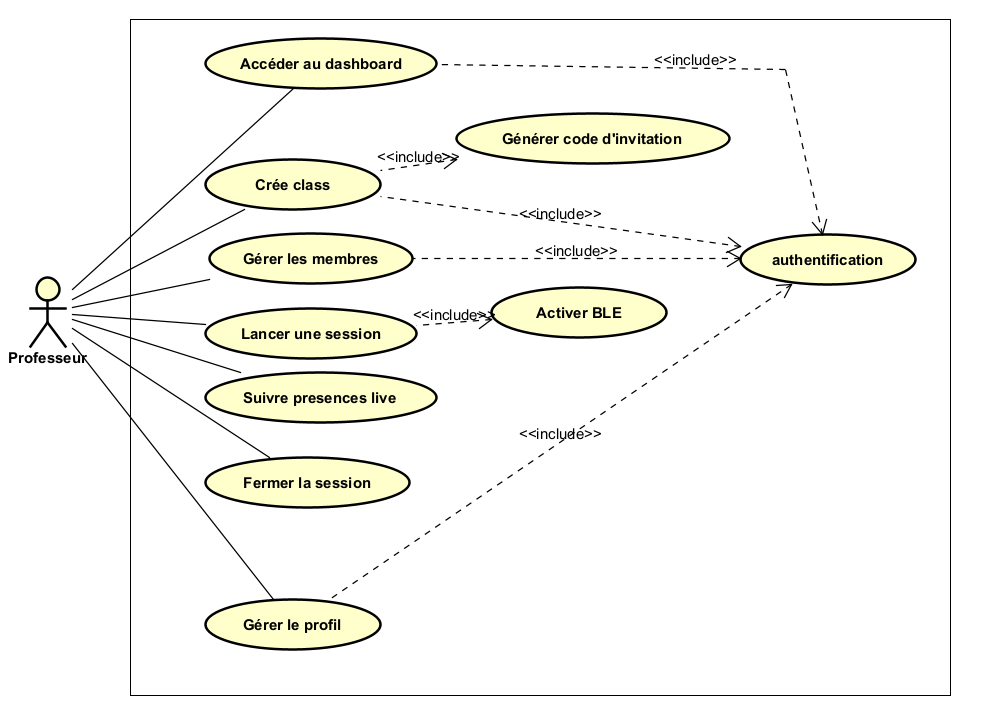 Accéder au dashboard
<<include>>
Générer code d'invitation
<<include>>
Crée class
<<include>>
Gérer les membres
<<include>>
authentification
Activer BLE
<<include>>
Lancer une session
Professeur
Suivre presences live
<<include>>
Fermer la session
Gérer le profil